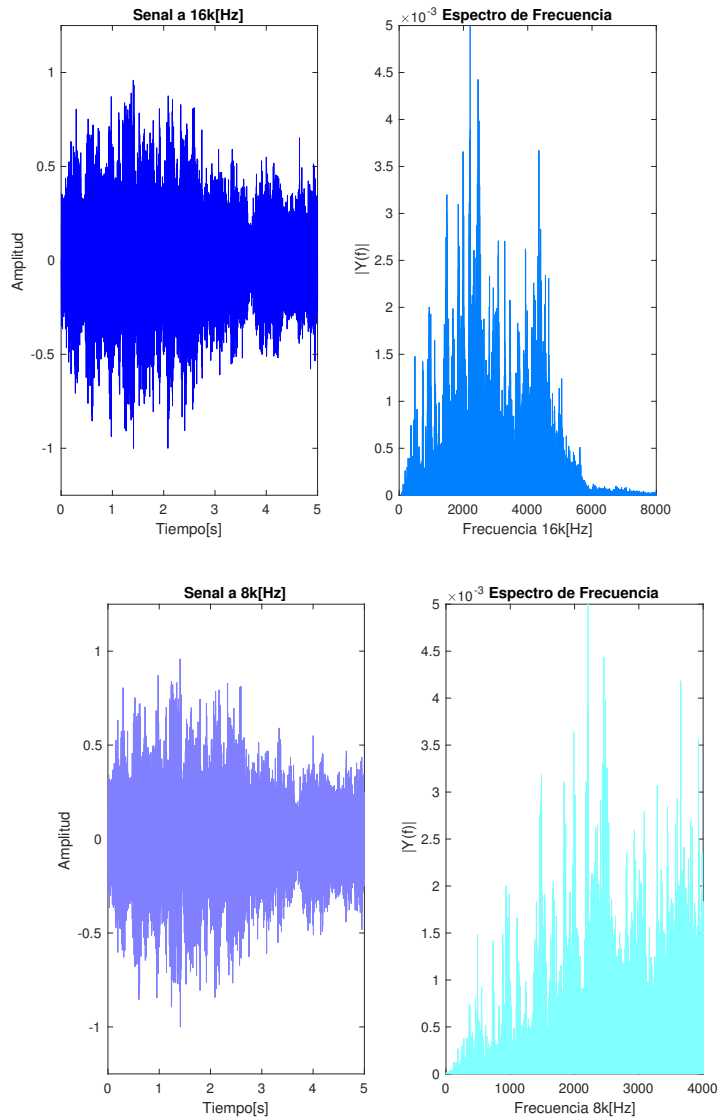 Senal a 16k[Hz]
Amplitud
1
0.5
0
-0.5
-1
0 1 2 3 4 5
Tiempo[s]
×10⁻³ Espectro de Frecuencia
|Y(f)|
5
4.5
4
3.5
3
2.5
2
1.5
1
0.5
0
0 2000 4000 6000 8000
Frecuencia 16k[Hz]
Senal a 8k[Hz]
Amplitud
1
0.5
0
-0.5
-1
0 1 2 3 4 5
Tiempo[s]
×10⁻³ Espectro de Frecuencia
|Y(f)|
5
4.5
4
3.5
3
2.5
2
1.5
1
0.5
0
0 1000 2000 3000 4000
Frecuencia 8k[Hz]